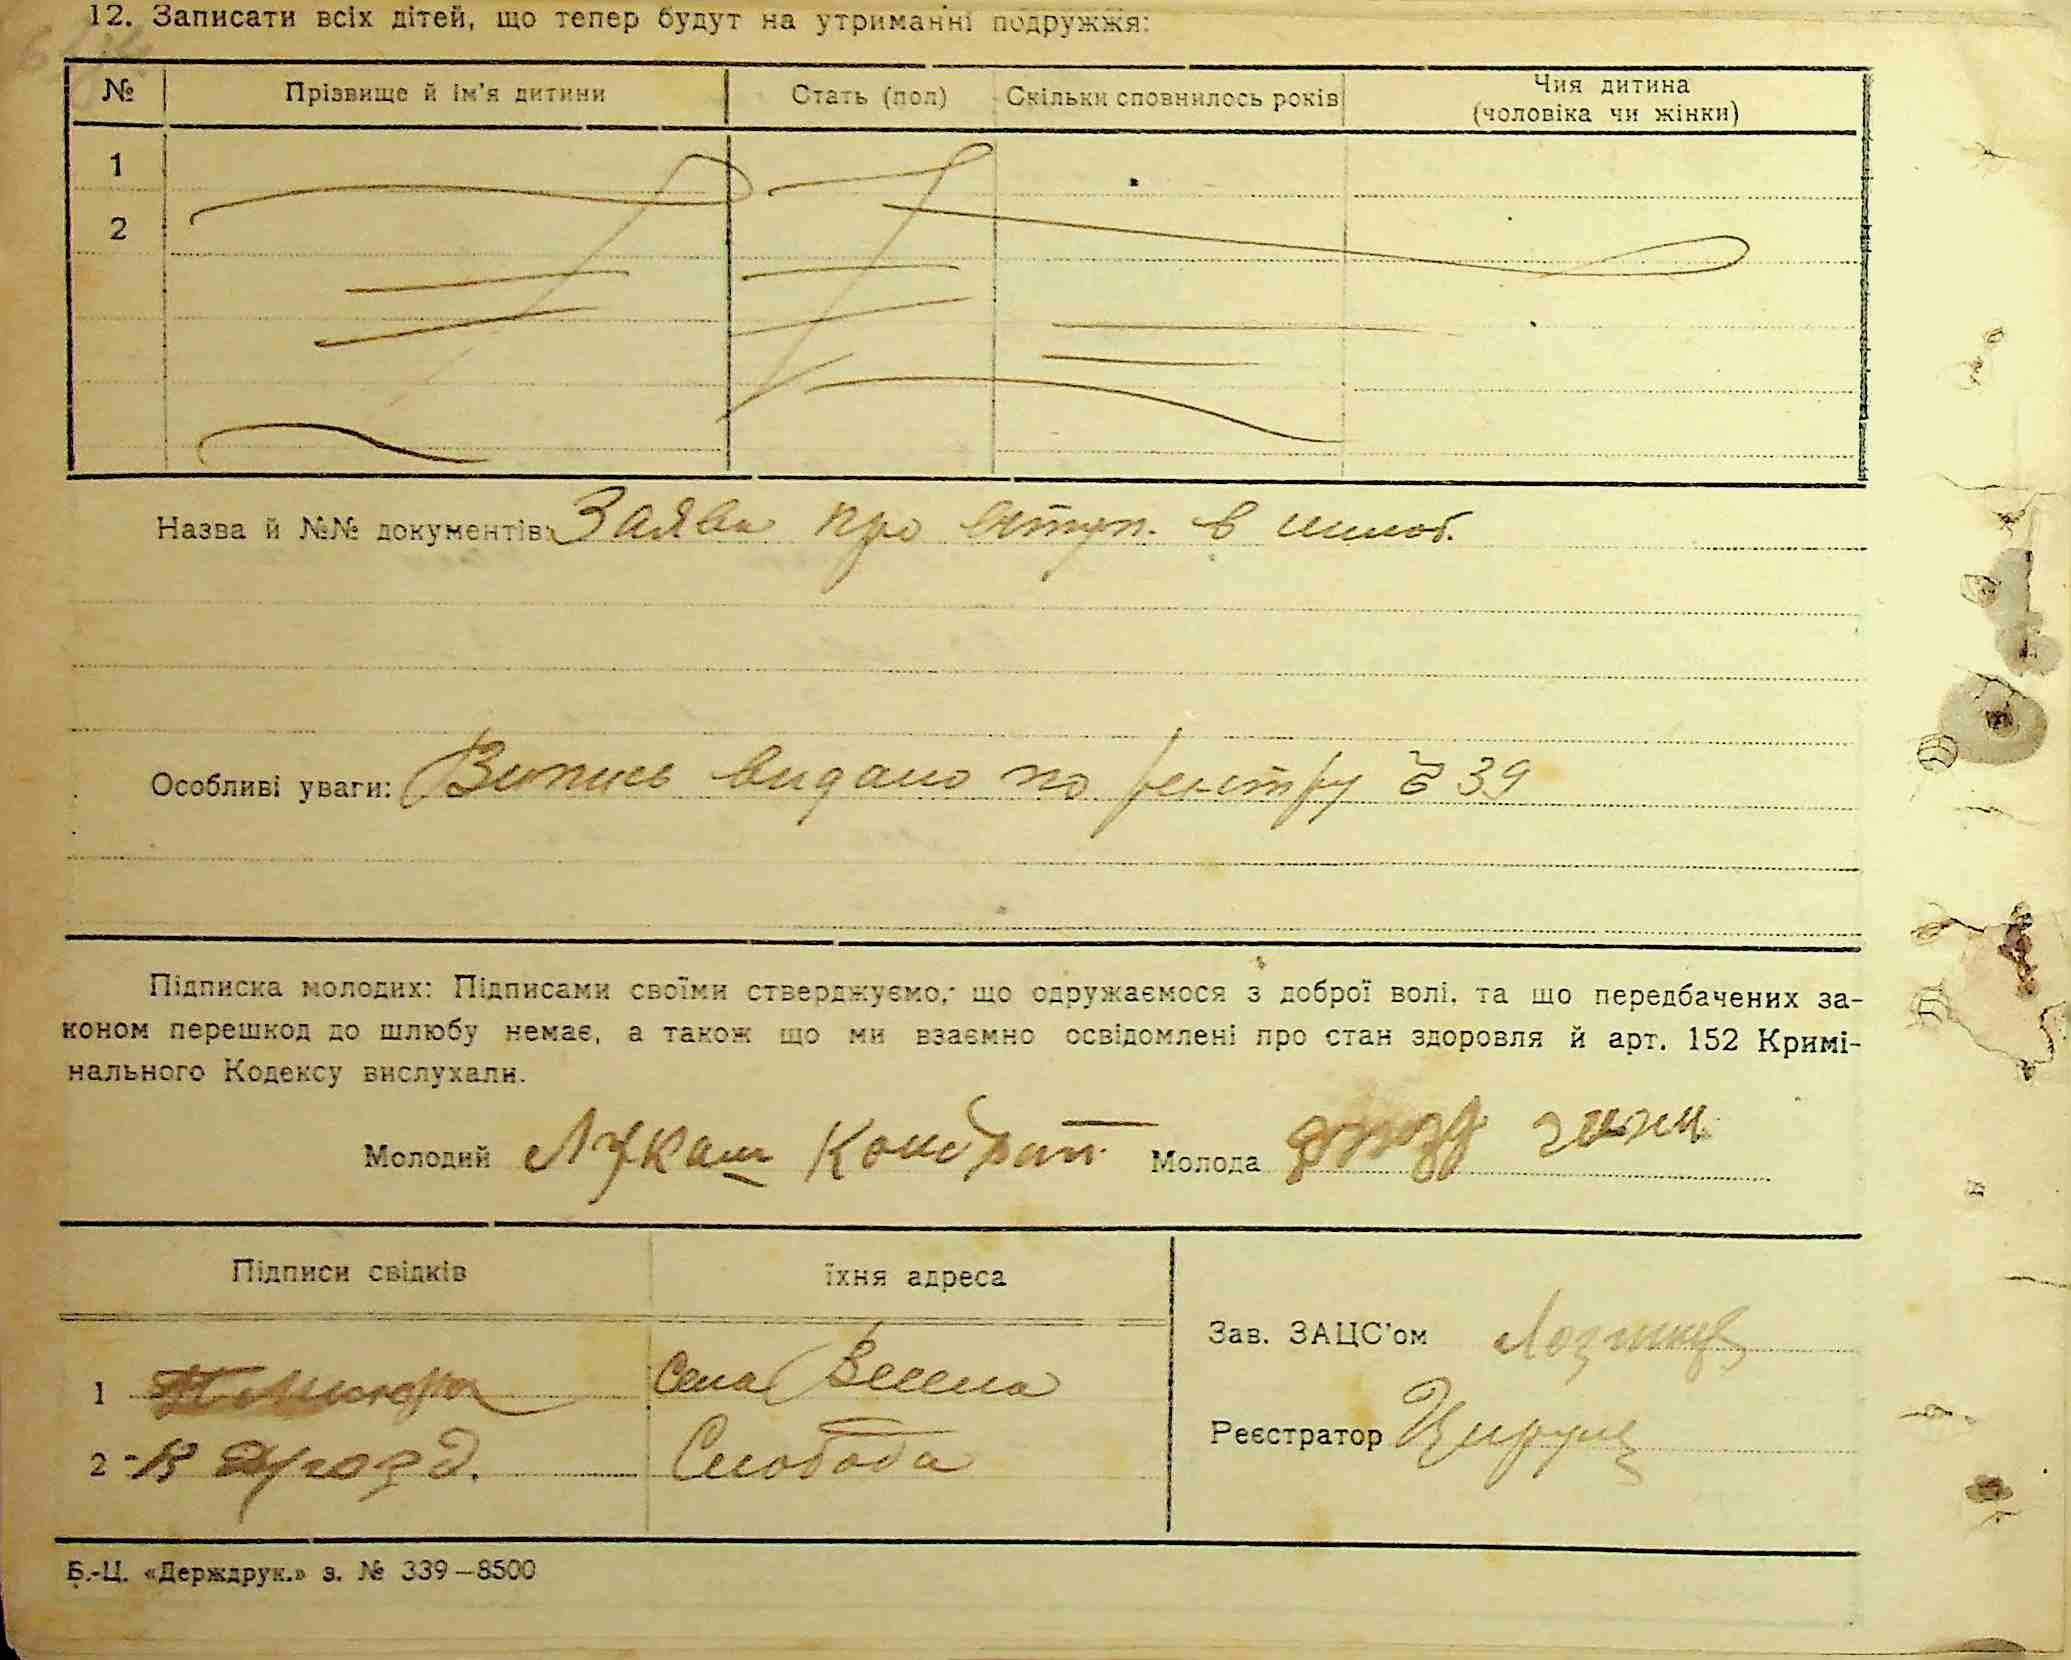 12. Записати всіх дітей, що тепер будут на утриманні подружжя:
№ Прізвище й ім'я дитини Стать (пол) Скільки сповнилось років Чия дитина (чоловіка чи жінки)
1
2
Назва й №№ документів: Заява про вступ. в шлюб.
Особливі уваги: Випись видано по реєстру № 39
Підписка молодих: Підписами своїми стверджуємо, що одружаємося з доброї волі, та що передбачених за-
коном перешкод до шлюбу немає, а також що ми взаємно освідомлені про стан здоровля й арт. 152 Кримі-
нального Кодексу вислухали.
Молодий Лукаш Кондрат Молода
Підписи свідків їхня адреса
Зав. ЗАЦС'ом
1 Села Весела
Реєстратор
2 Слобода
Б.-Ц. «Держдрук.» з. № 339—8500